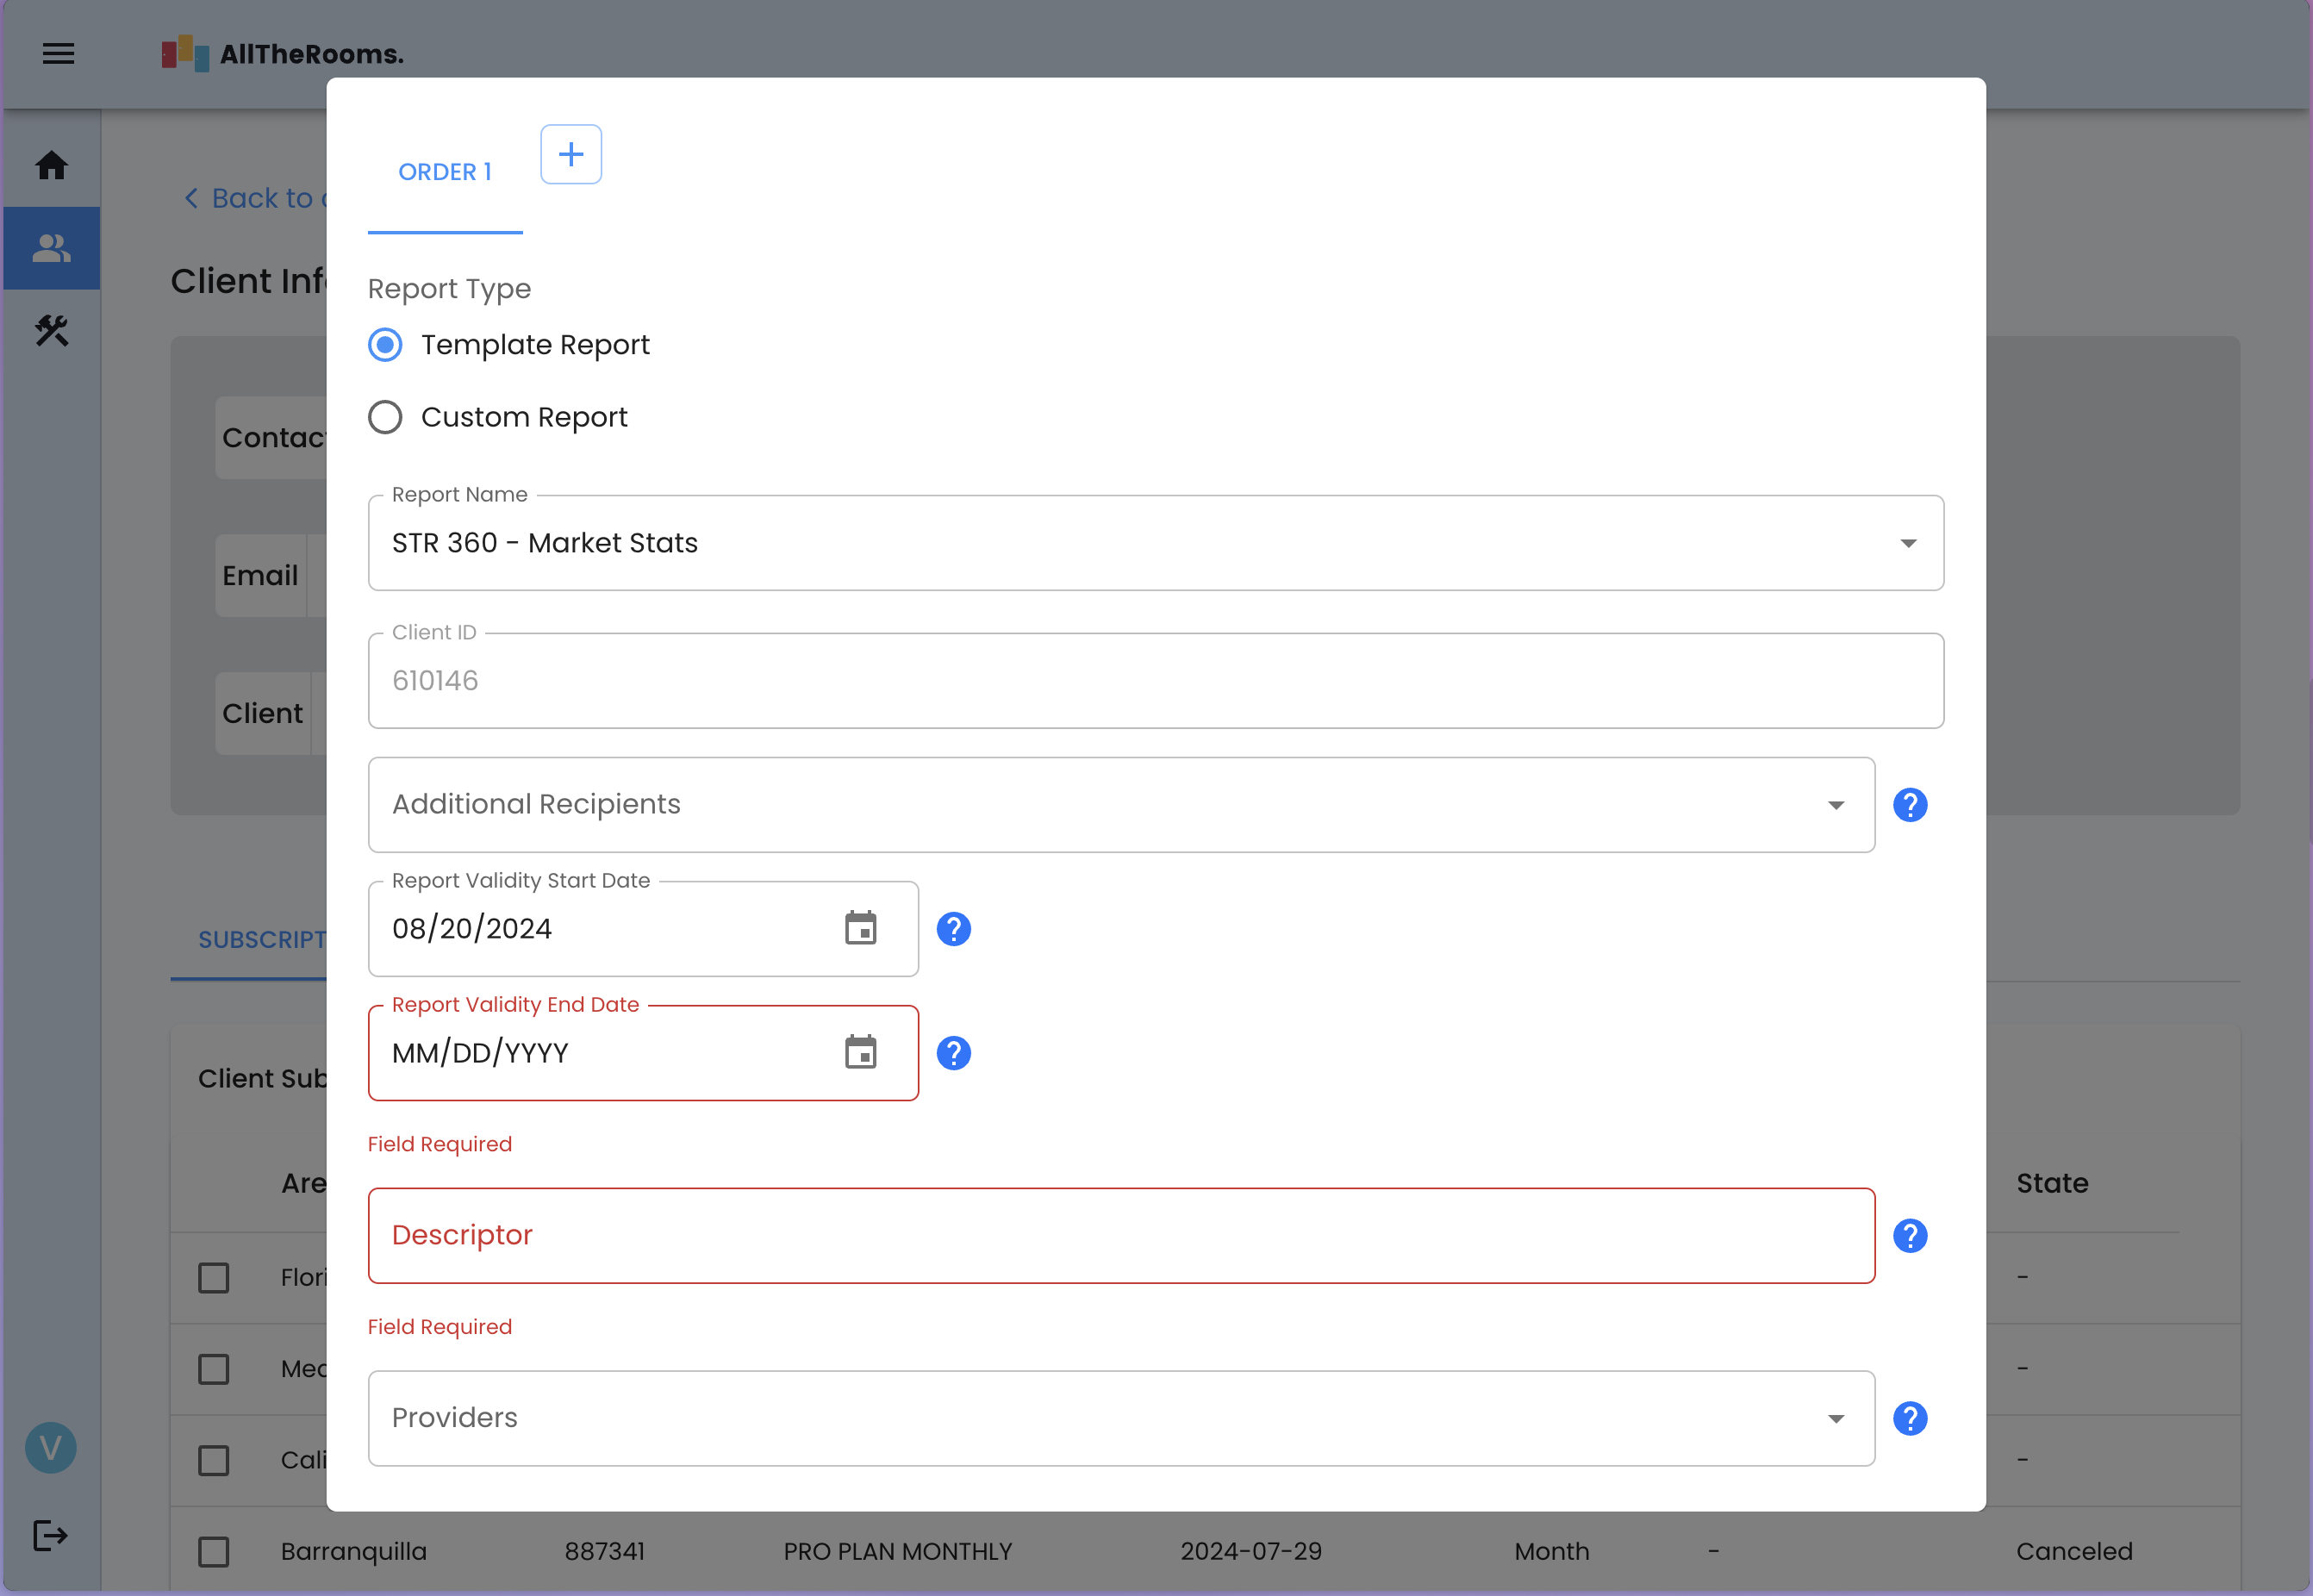 AllTheRooms.
Back to
Client Inf
Contac
Email
Client
SUBSCRIPT
Client Sub
Are
State
Flori
-
Med
-
Cali
-
Barranquilla 887341 PRO PLAN MONTHLY 2024-07-29 Month - Canceled
V
ORDER 1
+
Report Type
Template Report
Custom Report
Report Name
STR 360 - Market Stats
Client ID
610146
Additional Recipients
?
Report Validity Start Date
08/20/2024
?
Report Validity End Date
MM/DD/YYYY
?
Field Required
Descriptor
?
Field Required
Providers
?